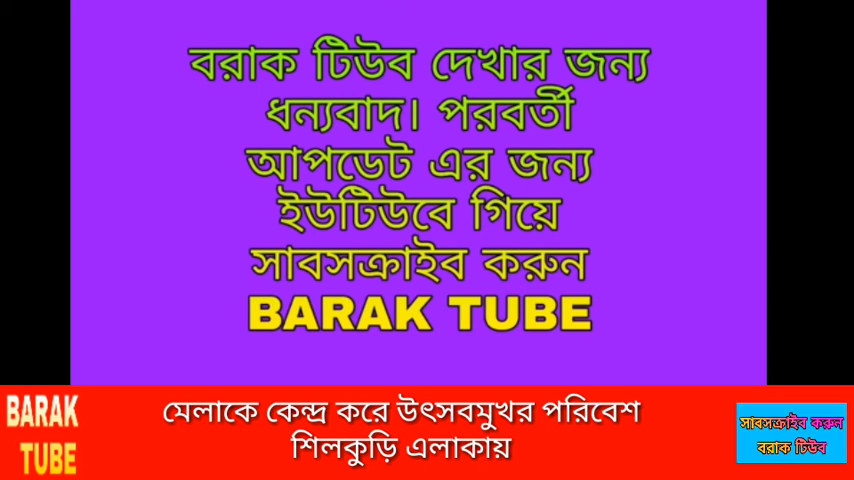 বরাক টিউব দেখার জন্য
ধন্যবাদ। পরবর্তী
আপডেট এর জন্য
ইউটিউবে গিয়ে
সাবসক্রাইব করুন
BARAK TUBE
BARAK
TUBE
মেলাকে কেন্দ্র করে উৎসবমুখর পরিবেশ
শিলকুড়ি এলাকায়
সাবসক্রাইব করুন
বরাক টিউব